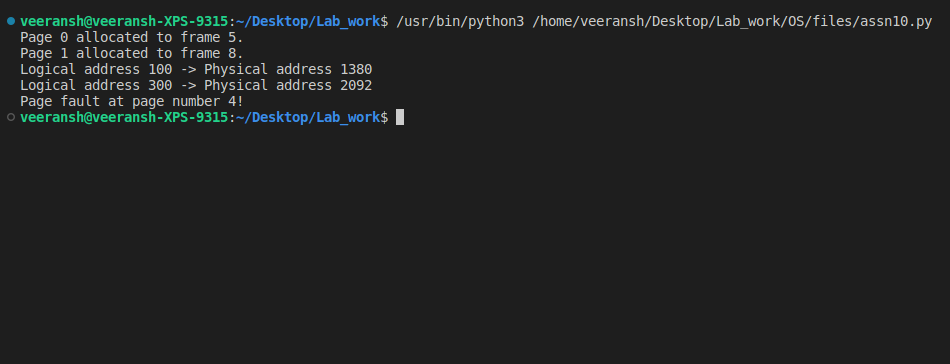 veeransh@veeransh-XPS-9315:~/Desktop/Lab_work$ /usr/bin/python3 /home/veeransh/Desktop/Lab_work/OS/files/assn10.py
Page 0 allocated to frame 5.
Page 1 allocated to frame 8.
Logical address 100 -> Physical address 1380
Logical address 300 -> Physical address 2092
Page fault at page number 4!
veeransh@veeransh-XPS-9315:~/Desktop/Lab_work$